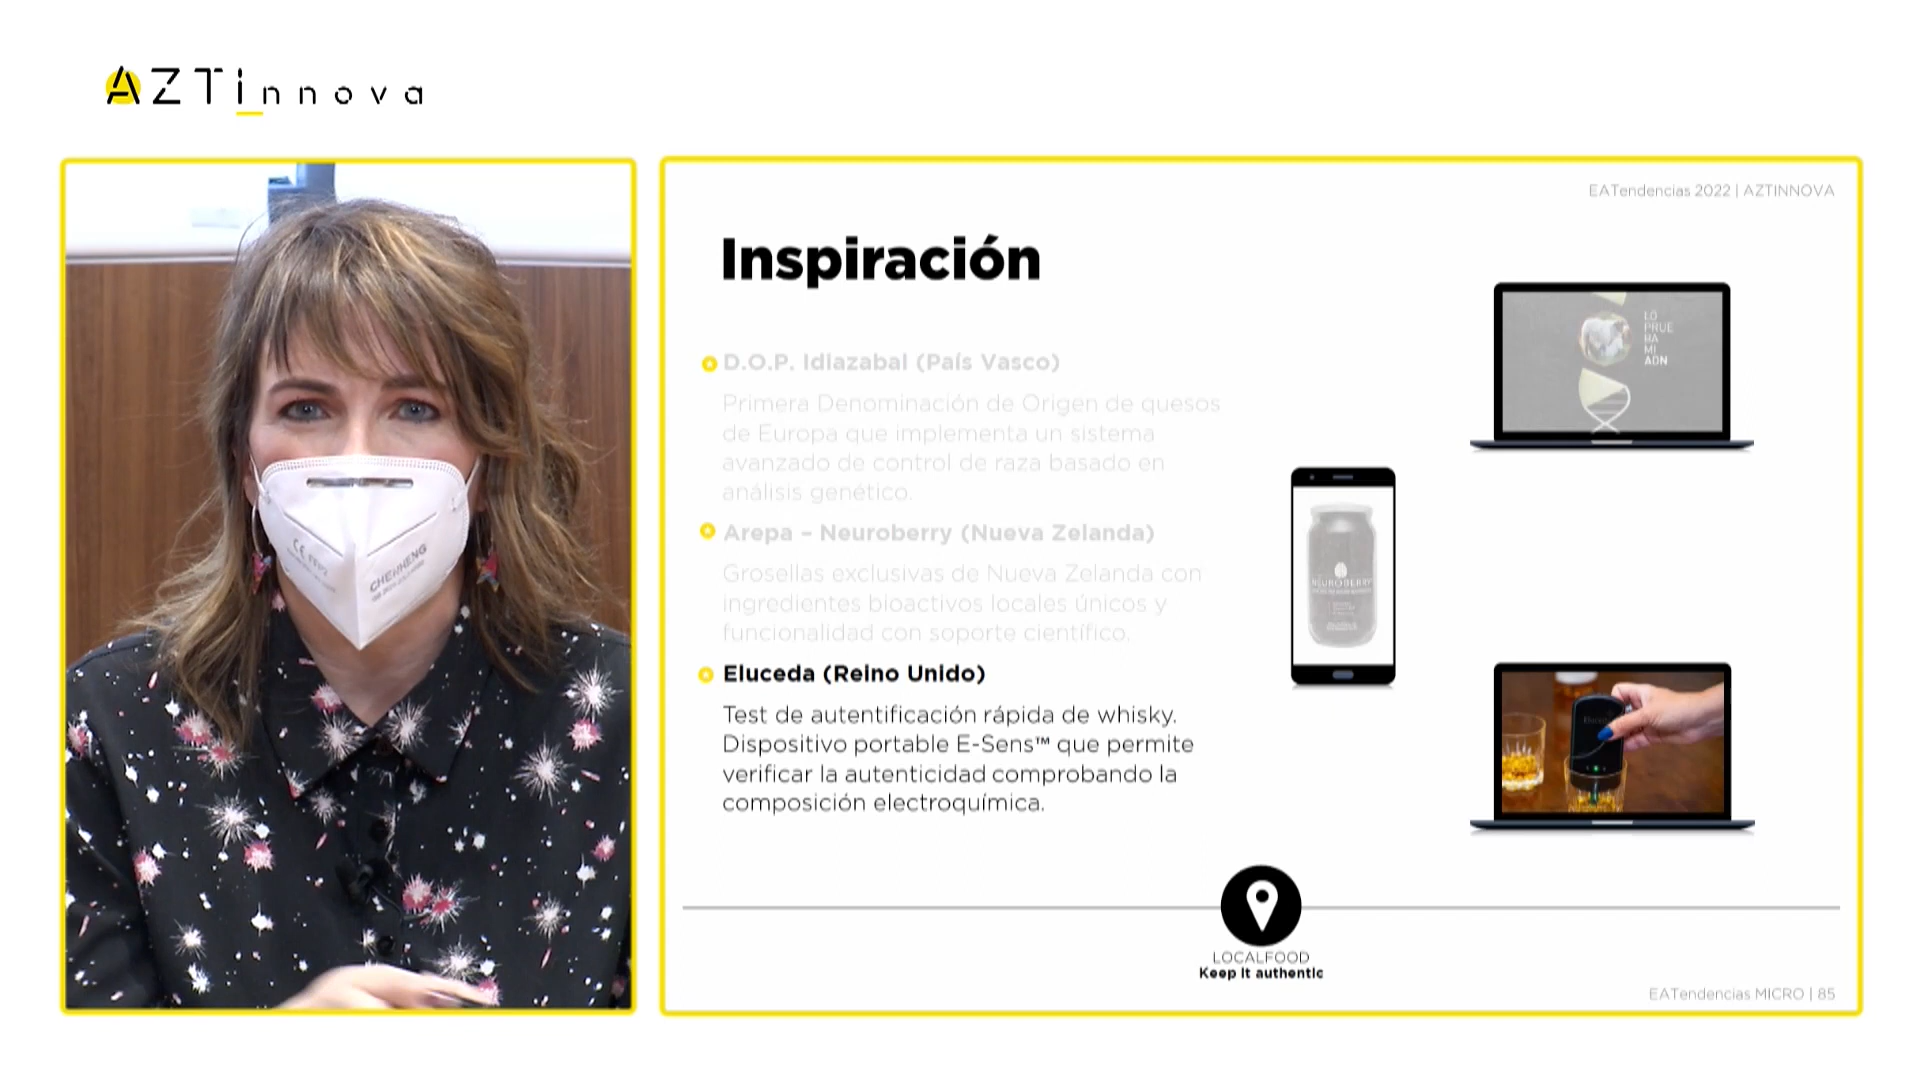 AZTInnova
CE FFP2
CHENHENG
EATendencias 2022 | AZTINNOVA
Inspiración
D.O.P. Idiazabal (País Vasco)
Primera Denominación de Origen de quesos
de Europa que implementa un sistema
avanzado de control de raza basado en
análisis genético.
Arepa – Neuroberry (Nueva Zelanda)
Grosellas exclusivas de Nueva Zelanda con
ingredientes bioactivos locales únicos y
funcionalidad con soporte científico.
Eluceda (Reino Unido)
Test de autentificación rápida de whisky.
Dispositivo portable E-Sens™ que permite
verificar la autenticidad comprobando la
composición electroquímica.
LO
PRUE
BA
MI
ADN
NEUROBERRY
LOCALFOOD
Keep it authentic
EATendencias MICRO | 85